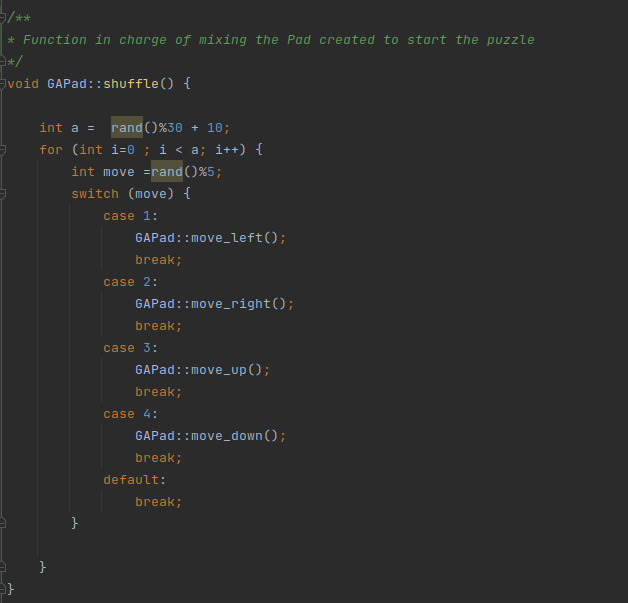 /**
* Function in charge of mixing the Pad created to start the puzzle
*/
void GAPad::shuffle() {
int a =  rand()%30 + 10;
for (int i=0 ; i < a; i++) {
int move =rand()%5;
switch (move) {
case 1:
GAPad::move_left();
break;
case 2:
GAPad::move_right();
break;
case 3:
GAPad::move_up();
break;
case 4:
GAPad::move_down();
break;
default:
break;
}
}
}